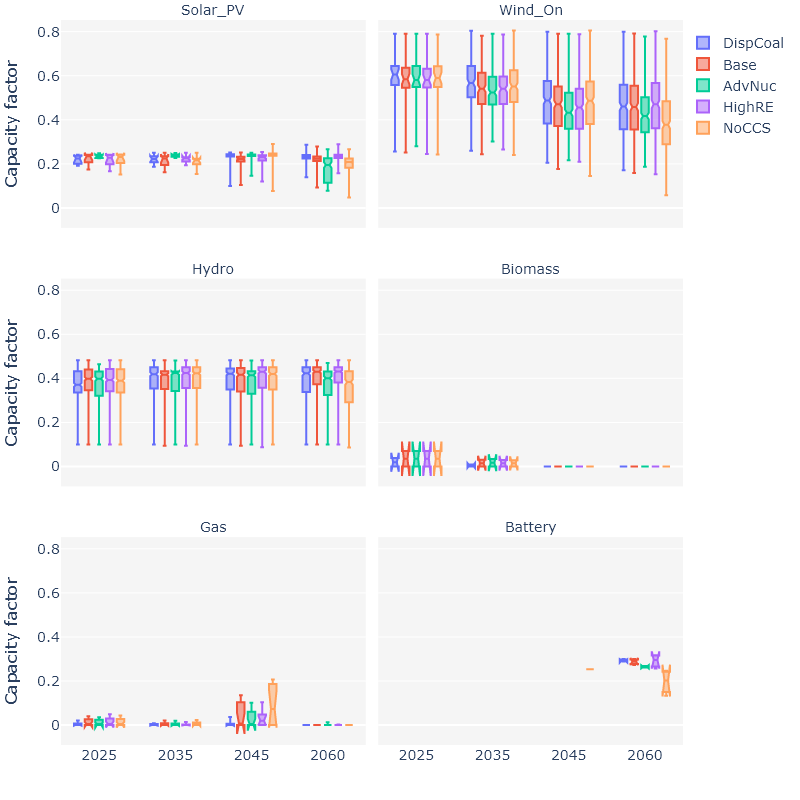 Solar_PV
Wind_On
Capacity factor
0.8
0.6
0.4
0.2
0
DispCoal
Base
AdvNuc
HighRE
NoCCS
Hydro
Biomass
Capacity factor
0.8
0.6
0.4
0.2
0
Gas
Battery
Capacity factor
0.8
0.6
0.4
0.2
0
2025 2035 2045 2060
2025 2035 2045 2060